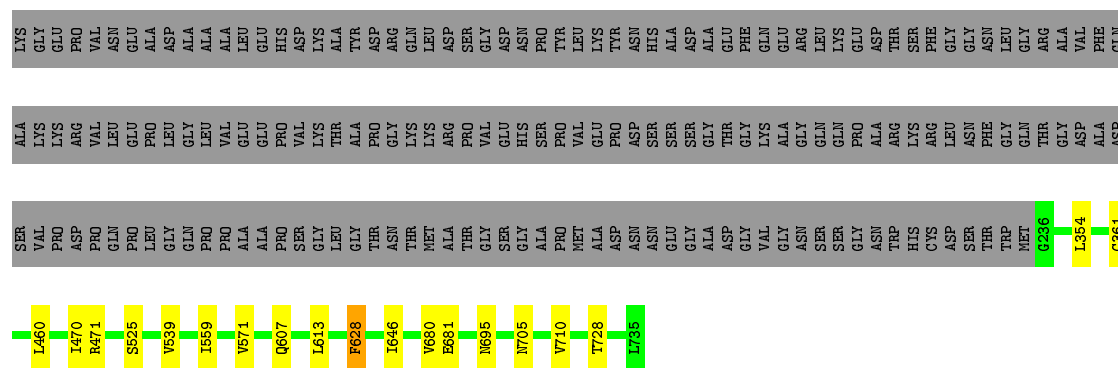 LYS GLY GLU PRO VAL ASN GLU ALA ASP ALA ALA ALA LEU GLU HIS ASP LYS ALA TYR ASP ARG GLN LEU ASP SER GLY ASP ASN PRO TYR LEU LYS TYR ASN HIS ALA ASP ALA GLU PHE GLN GLU ARG LEU LYS GLU ASP THR SER PHE GLY GLY ASN LEU GLY ARG ALA VAL PHE GLN
ALA LYS LYS ARG VAL LEU GLU PRO LEU GLY LEU VAL GLU GLU PRO VAL LYS THR ALA PRO GLY LYS LYS ARG PRO VAL GLU HIS SER PRO VAL GLU PRO ASP SER SER SER GLY THR GLY LYS ALA GLY GLN GLN PRO ALA ARG LYS ARG LEU ASN PHE GLY GLN THR GLY ASP ALA ASP
SER VAL PRO ASP PRO GLN PRO LEU GLY GLN PRO PRO ALA ALA PRO SER GLY LEU GLY THR ASN THR MET ALA THR GLY SER GLY ALA PRO MET ALA ASP ASN ASN GLU GLY ALA ASP GLY VAL GLY ASN SER SER GLY ASN TRP HIS CYS ASP SER THR TRP MET G236 L354 C361
L460 I470 R471 S525 V539 I559 V571 Q607 L613 F628 I646 V680 E681 N695 N705 V710 T728 L735